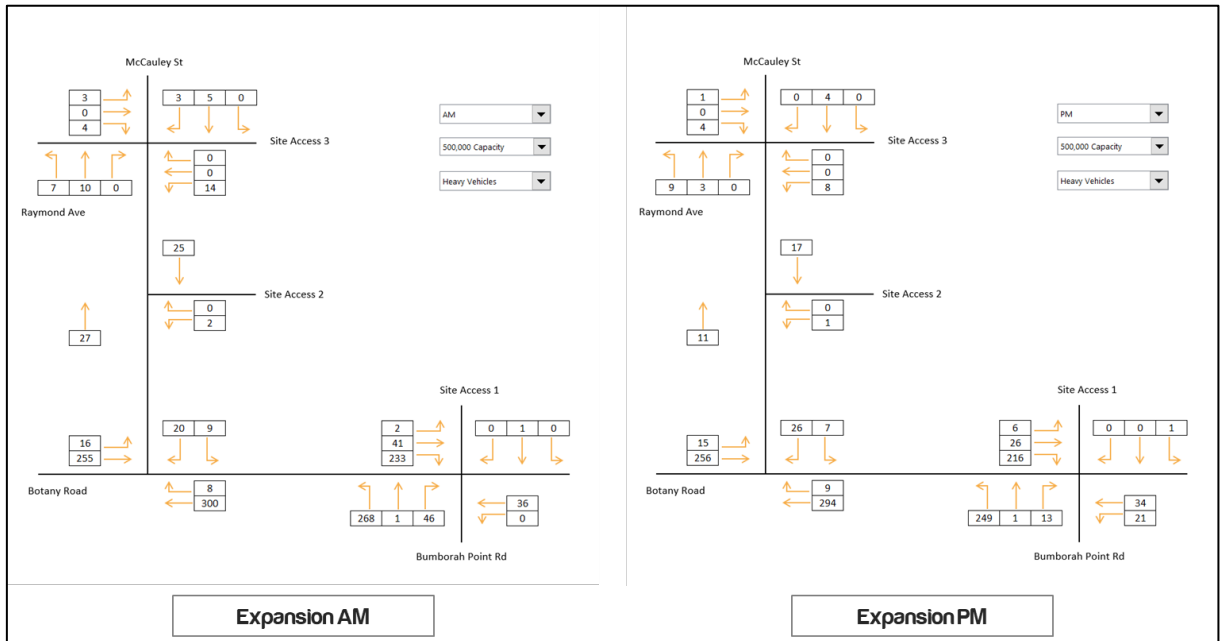 McCauley St
3
0
4
3 5 0
AM
Site Access 3
500,000 Capacity
0
0
14
Heavy Vehicles
7 10 0
Raymond Ave
25
Site Access 2
0
2
27
Site Access 1
20 9
16
255
2
41
233
0 1 0
Botany Road
8
300
268 1 46
36
0
Bumborah Point Rd
Expansion AM
McCauley St
1
0
4
0 4 0
PM
Site Access 3
500,000 Capacity
0
0
8
Heavy Vehicles
9 3 0
Raymond Ave
17
Site Access 2
0
1
11
Site Access 1
26 7
15
256
6
26
216
0 0 1
Botany Road
9
294
249 1 13
34
21
Bumborah Point Rd
Expansion PM